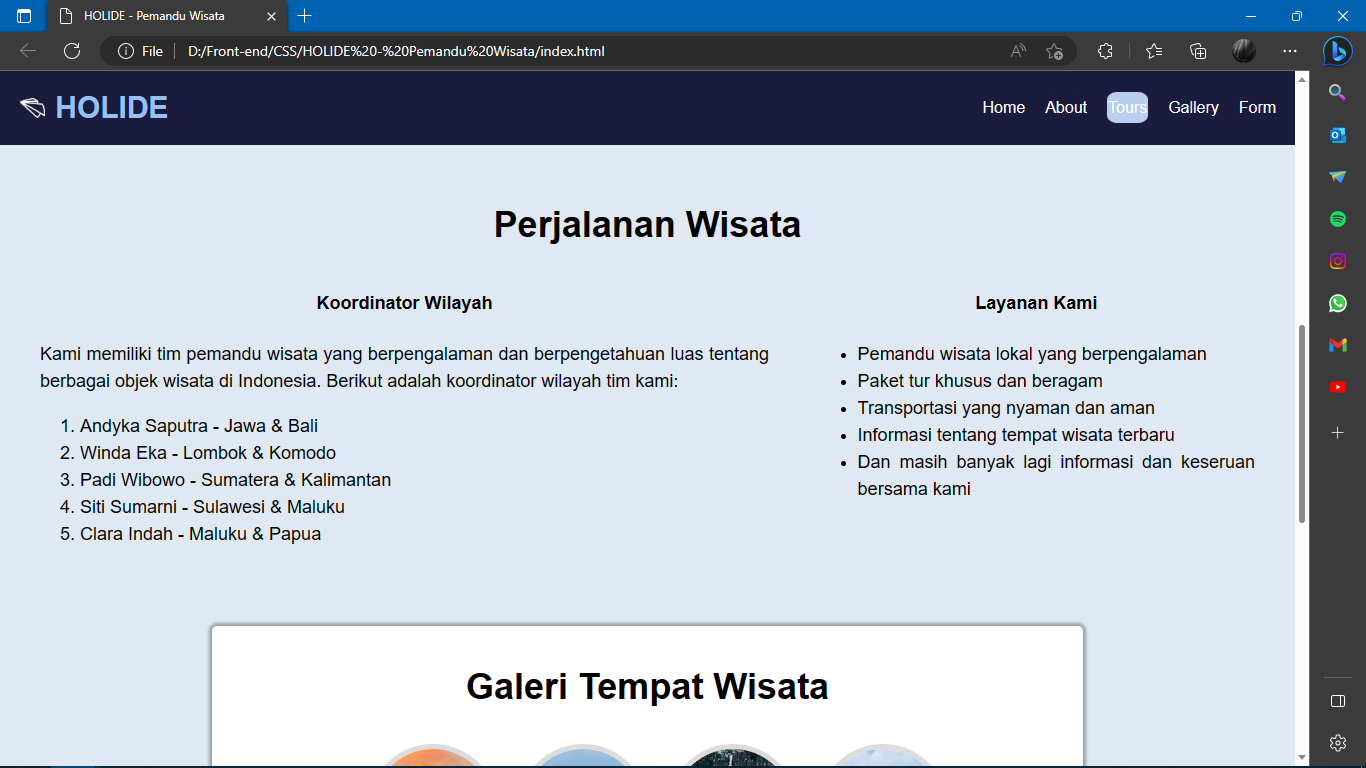 HOLIDE - Pemandu Wisata
File
D:/Front-end/CSS/HOLIDE%20-%20Pemandu%20Wisata/index.html
HOLIDE
Home About Tours Gallery Form
Perjalanan Wisata
Koordinator Wilayah
Kami memiliki tim pemandu wisata yang berpengalaman dan berpengetahuan luas tentang
berbagai objek wisata di Indonesia. Berikut adalah koordinator wilayah tim kami:
1. Andyka Saputra - Jawa & Bali
2. Winda Eka - Lombok & Komodo
3. Padi Wibowo - Sumatera & Kalimantan
4. Siti Sumarni - Sulawesi & Maluku
5. Clara Indah - Maluku & Papua
Layanan Kami
• Pemandu wisata lokal yang berpengalaman
• Paket tur khusus dan beragam
• Transportasi yang nyaman dan aman
• Informasi tentang tempat wisata terbaru
• Dan masih banyak lagi informasi dan keseruan
bersama kami
Galeri Tempat Wisata